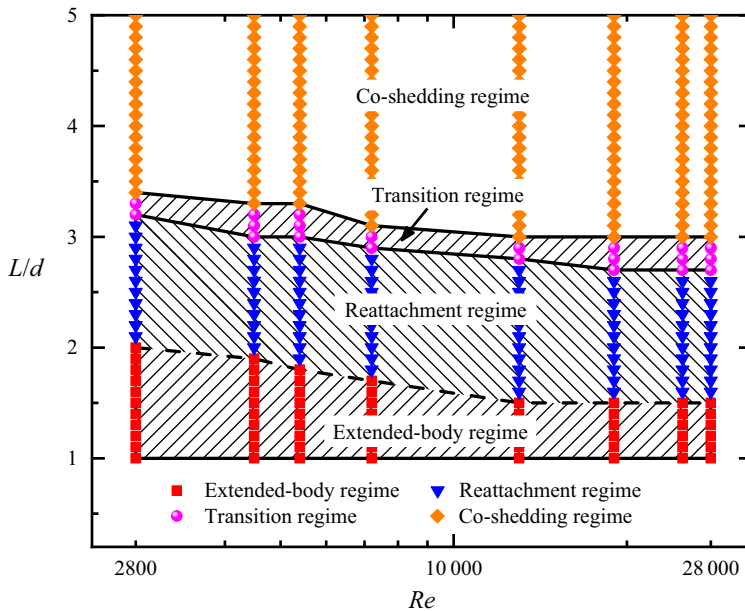 5
Co-shedding regime
4
Transition regime
3
L/d
Reattachment regime
2
Extended-body regime
1
Extended-body regime Reattachment regime
Transition regime Co-shedding regime
2800 10 000 28 000
Re